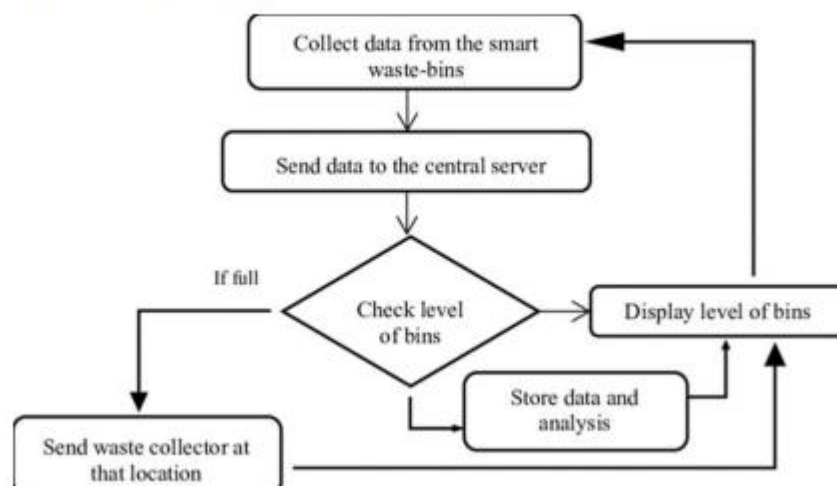 Collect data from the smart
waste-bins
Send data to the central server
If full
Check level
of bins
Display level of bins
Store data and
analysis
Send waste collector at
that location